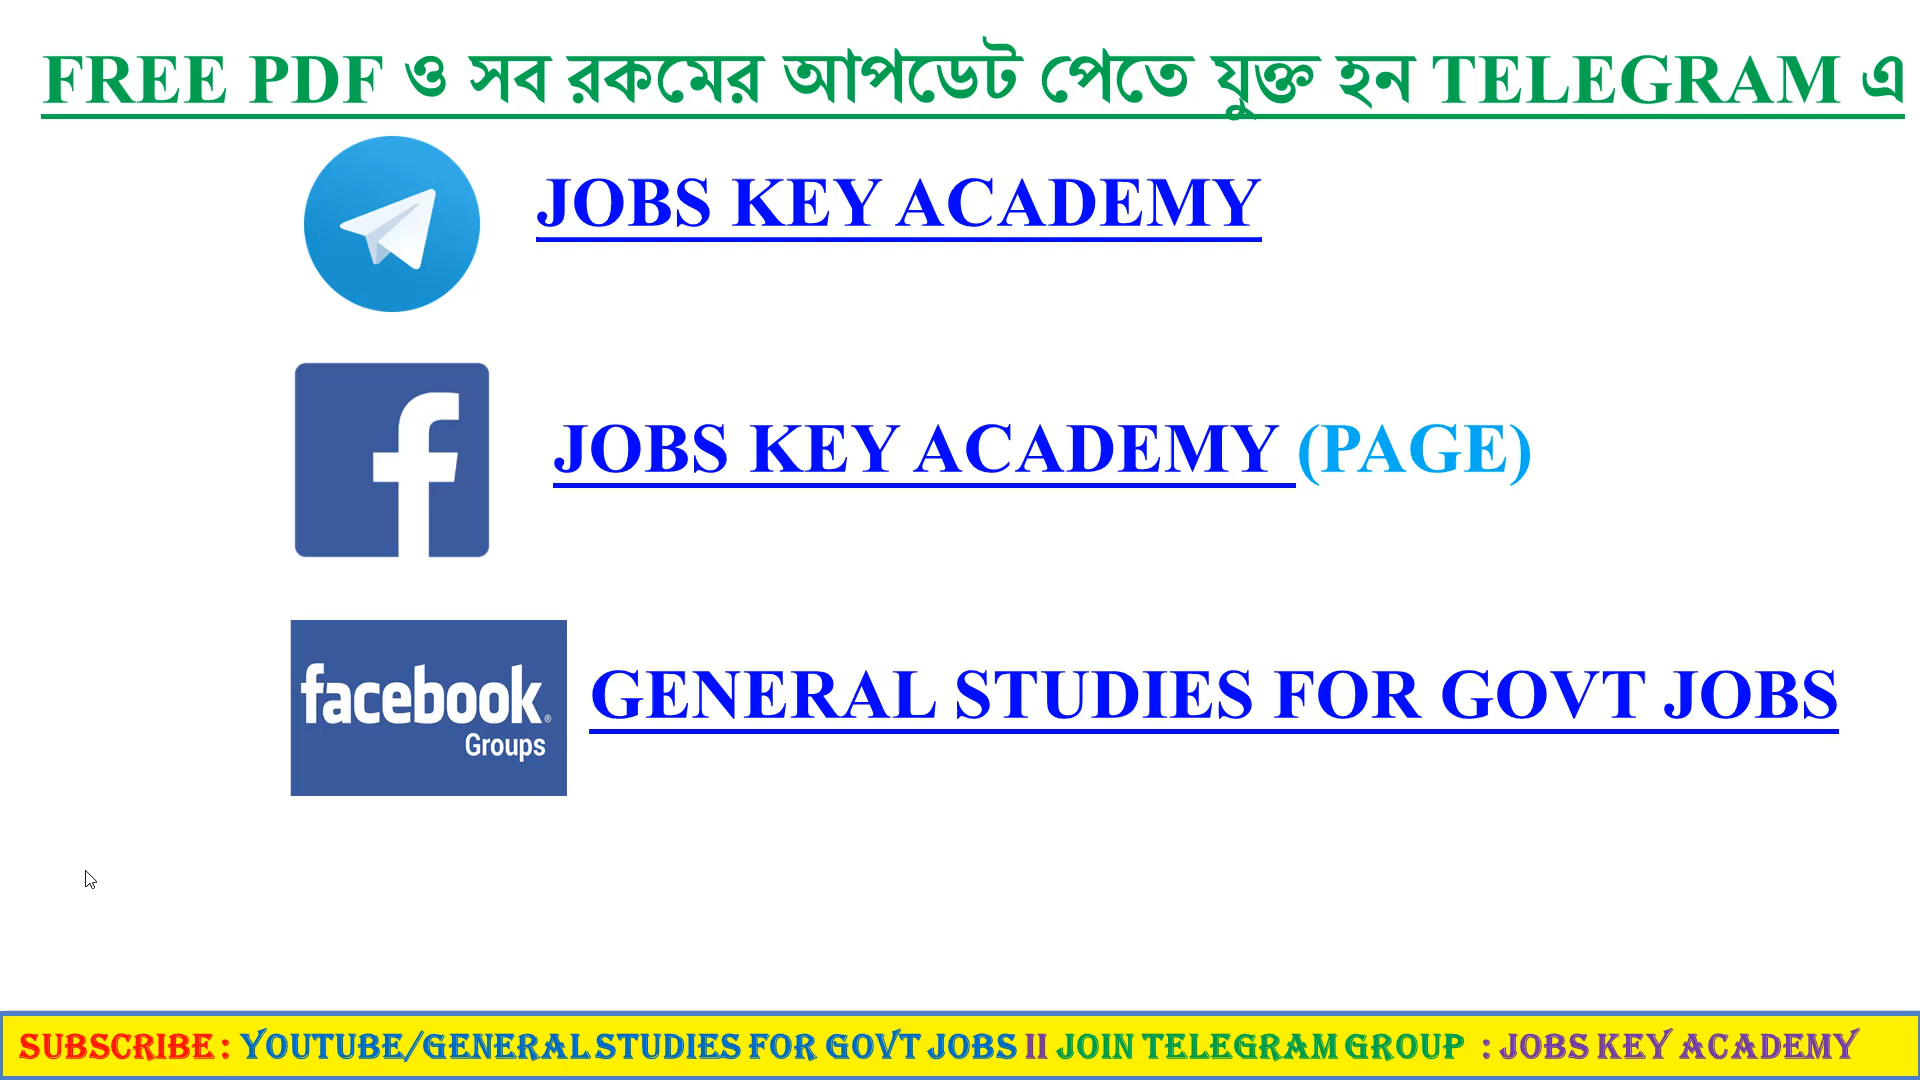 FREE PDF ও সব রকমের আপডেট পেতে যুক্ত হন TELEGRAM এ
JOBS KEY ACADEMY
JOBS KEY ACADEMY (PAGE)
facebook®
Groups
GENERAL STUDIES FOR GOVT JOBS
SUBSCRIBE : YOUTUBE/GENERAL STUDIES FOR GOVT JOBS II JOIN TELEGRAM GROUP : JOBS KEY ACADEMY